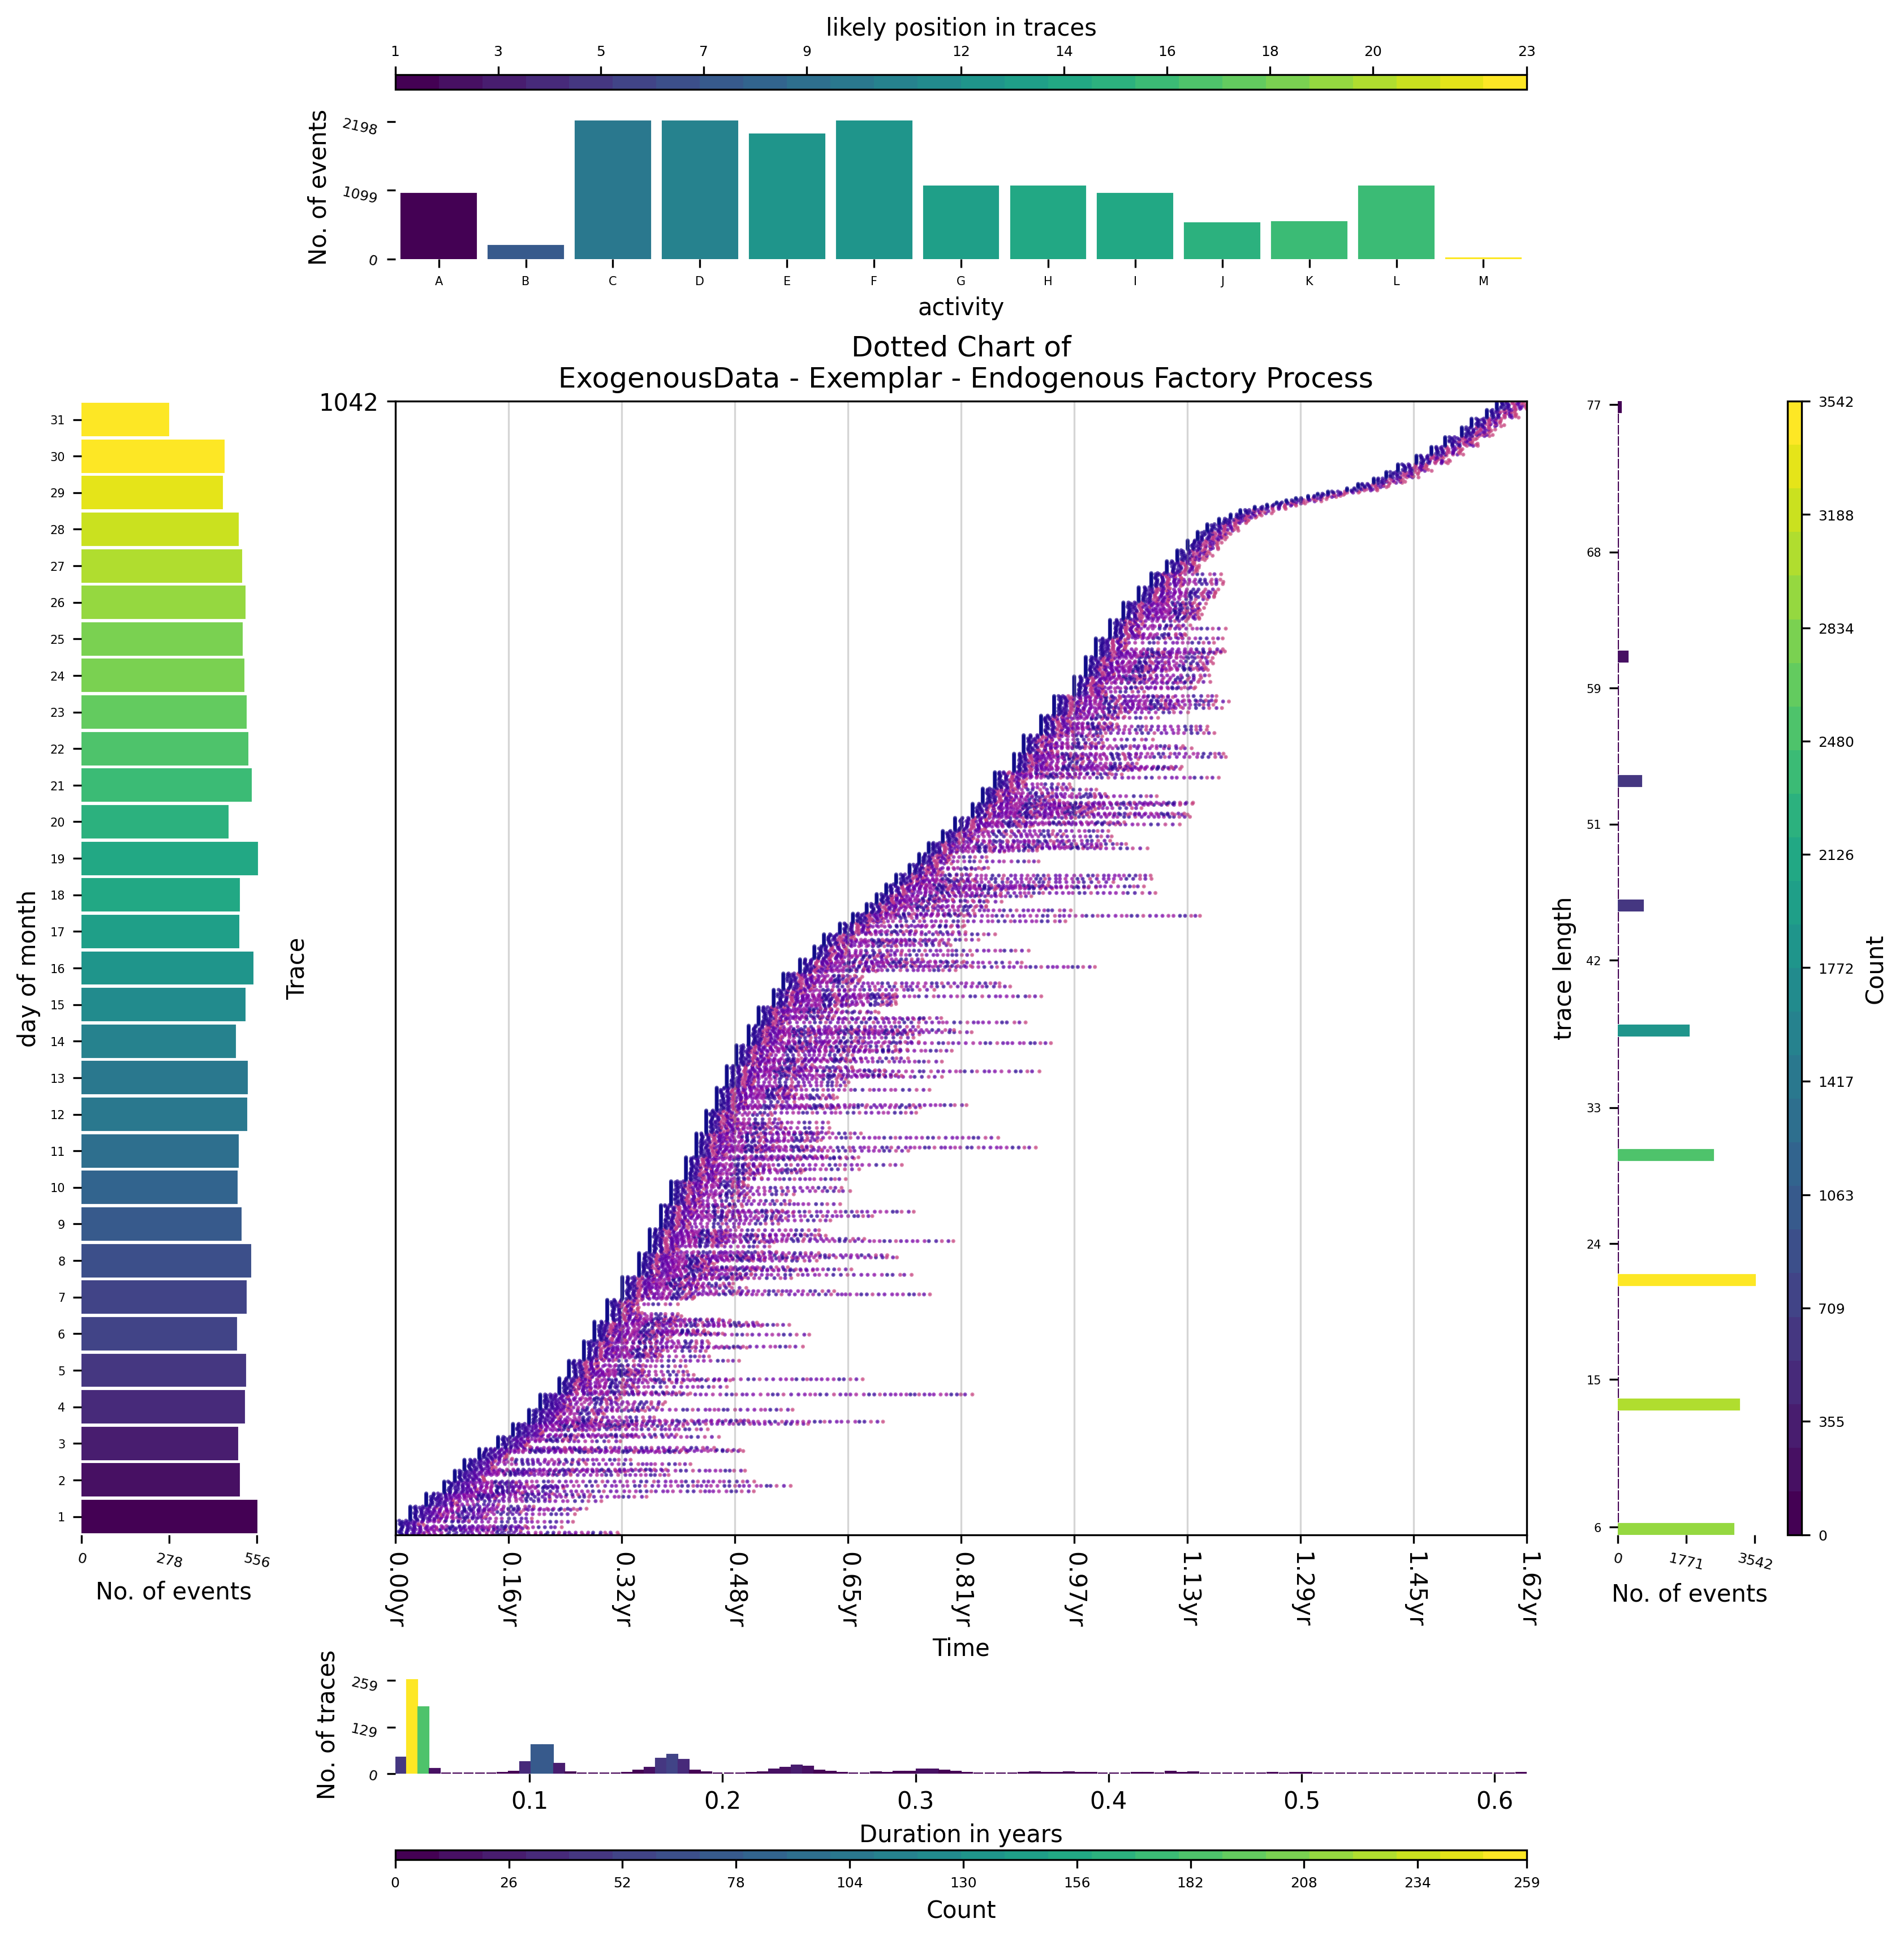 likely position in traces
1 3 5 7 9 12 14 16 18 20 23
No. of events
2198
1099
0
A B C D E F G H I J K L M
activity
Dotted Chart of
ExogenousData - Exemplar - Endogenous Factory Process
day of month
31
30
29
28
27
26
25
24
23
22
21
20
19
18
17
16
15
14
13
12
11
10
9
8
7
6
5
4
3
2
1
0 278 556
No. of events
Trace
1042
0.00yr 0.16yr 0.32yr 0.48yr 0.65yr 0.81yr 0.97yr 1.13yr 1.29yr 1.45yr 1.62yr
Time
trace length
77
68
59
51
42
33
24
15
6
0 1771 3542
No. of events
3542
3188
2834
2480
2126
1772
1417
1063
709
355
0
Count
No. of traces
259
129
0
0.1 0.2 0.3 0.4 0.5 0.6
Duration in years
0 26 52 78 104 130 156 182 208 234 259
Count